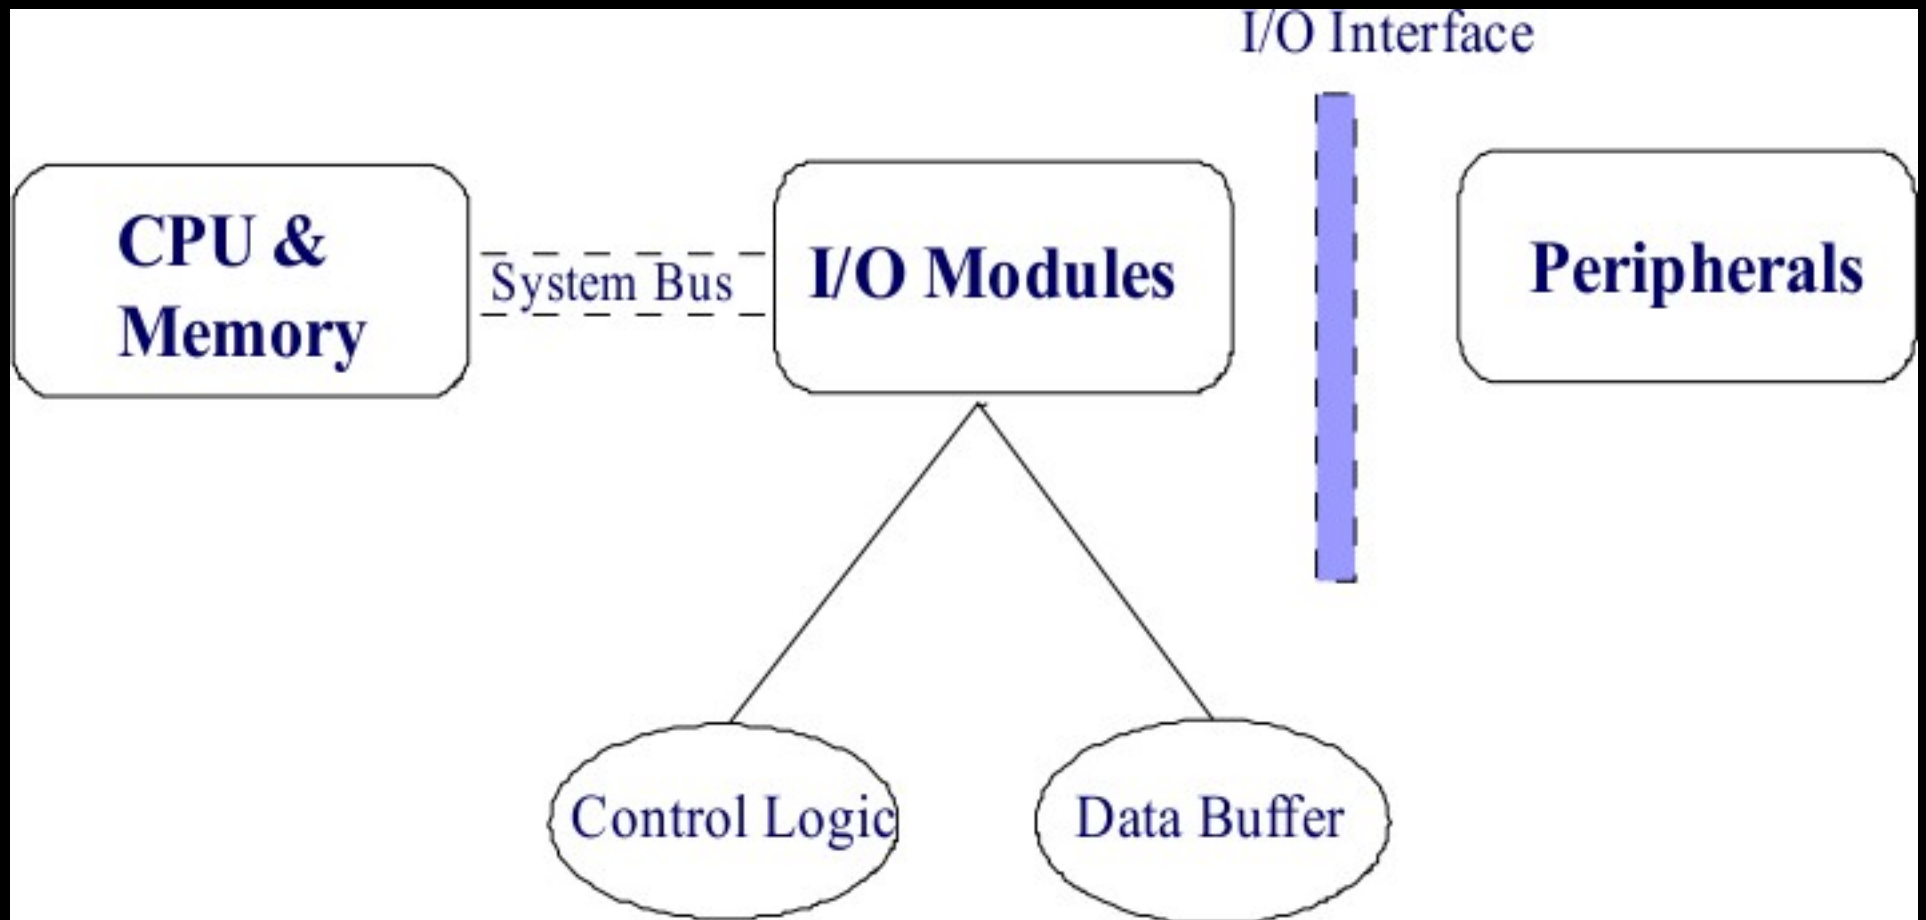 I/O Interface
CPU &
Memory
System Bus
I/O Modules
Peripherals
Control Logic
Data Buffer